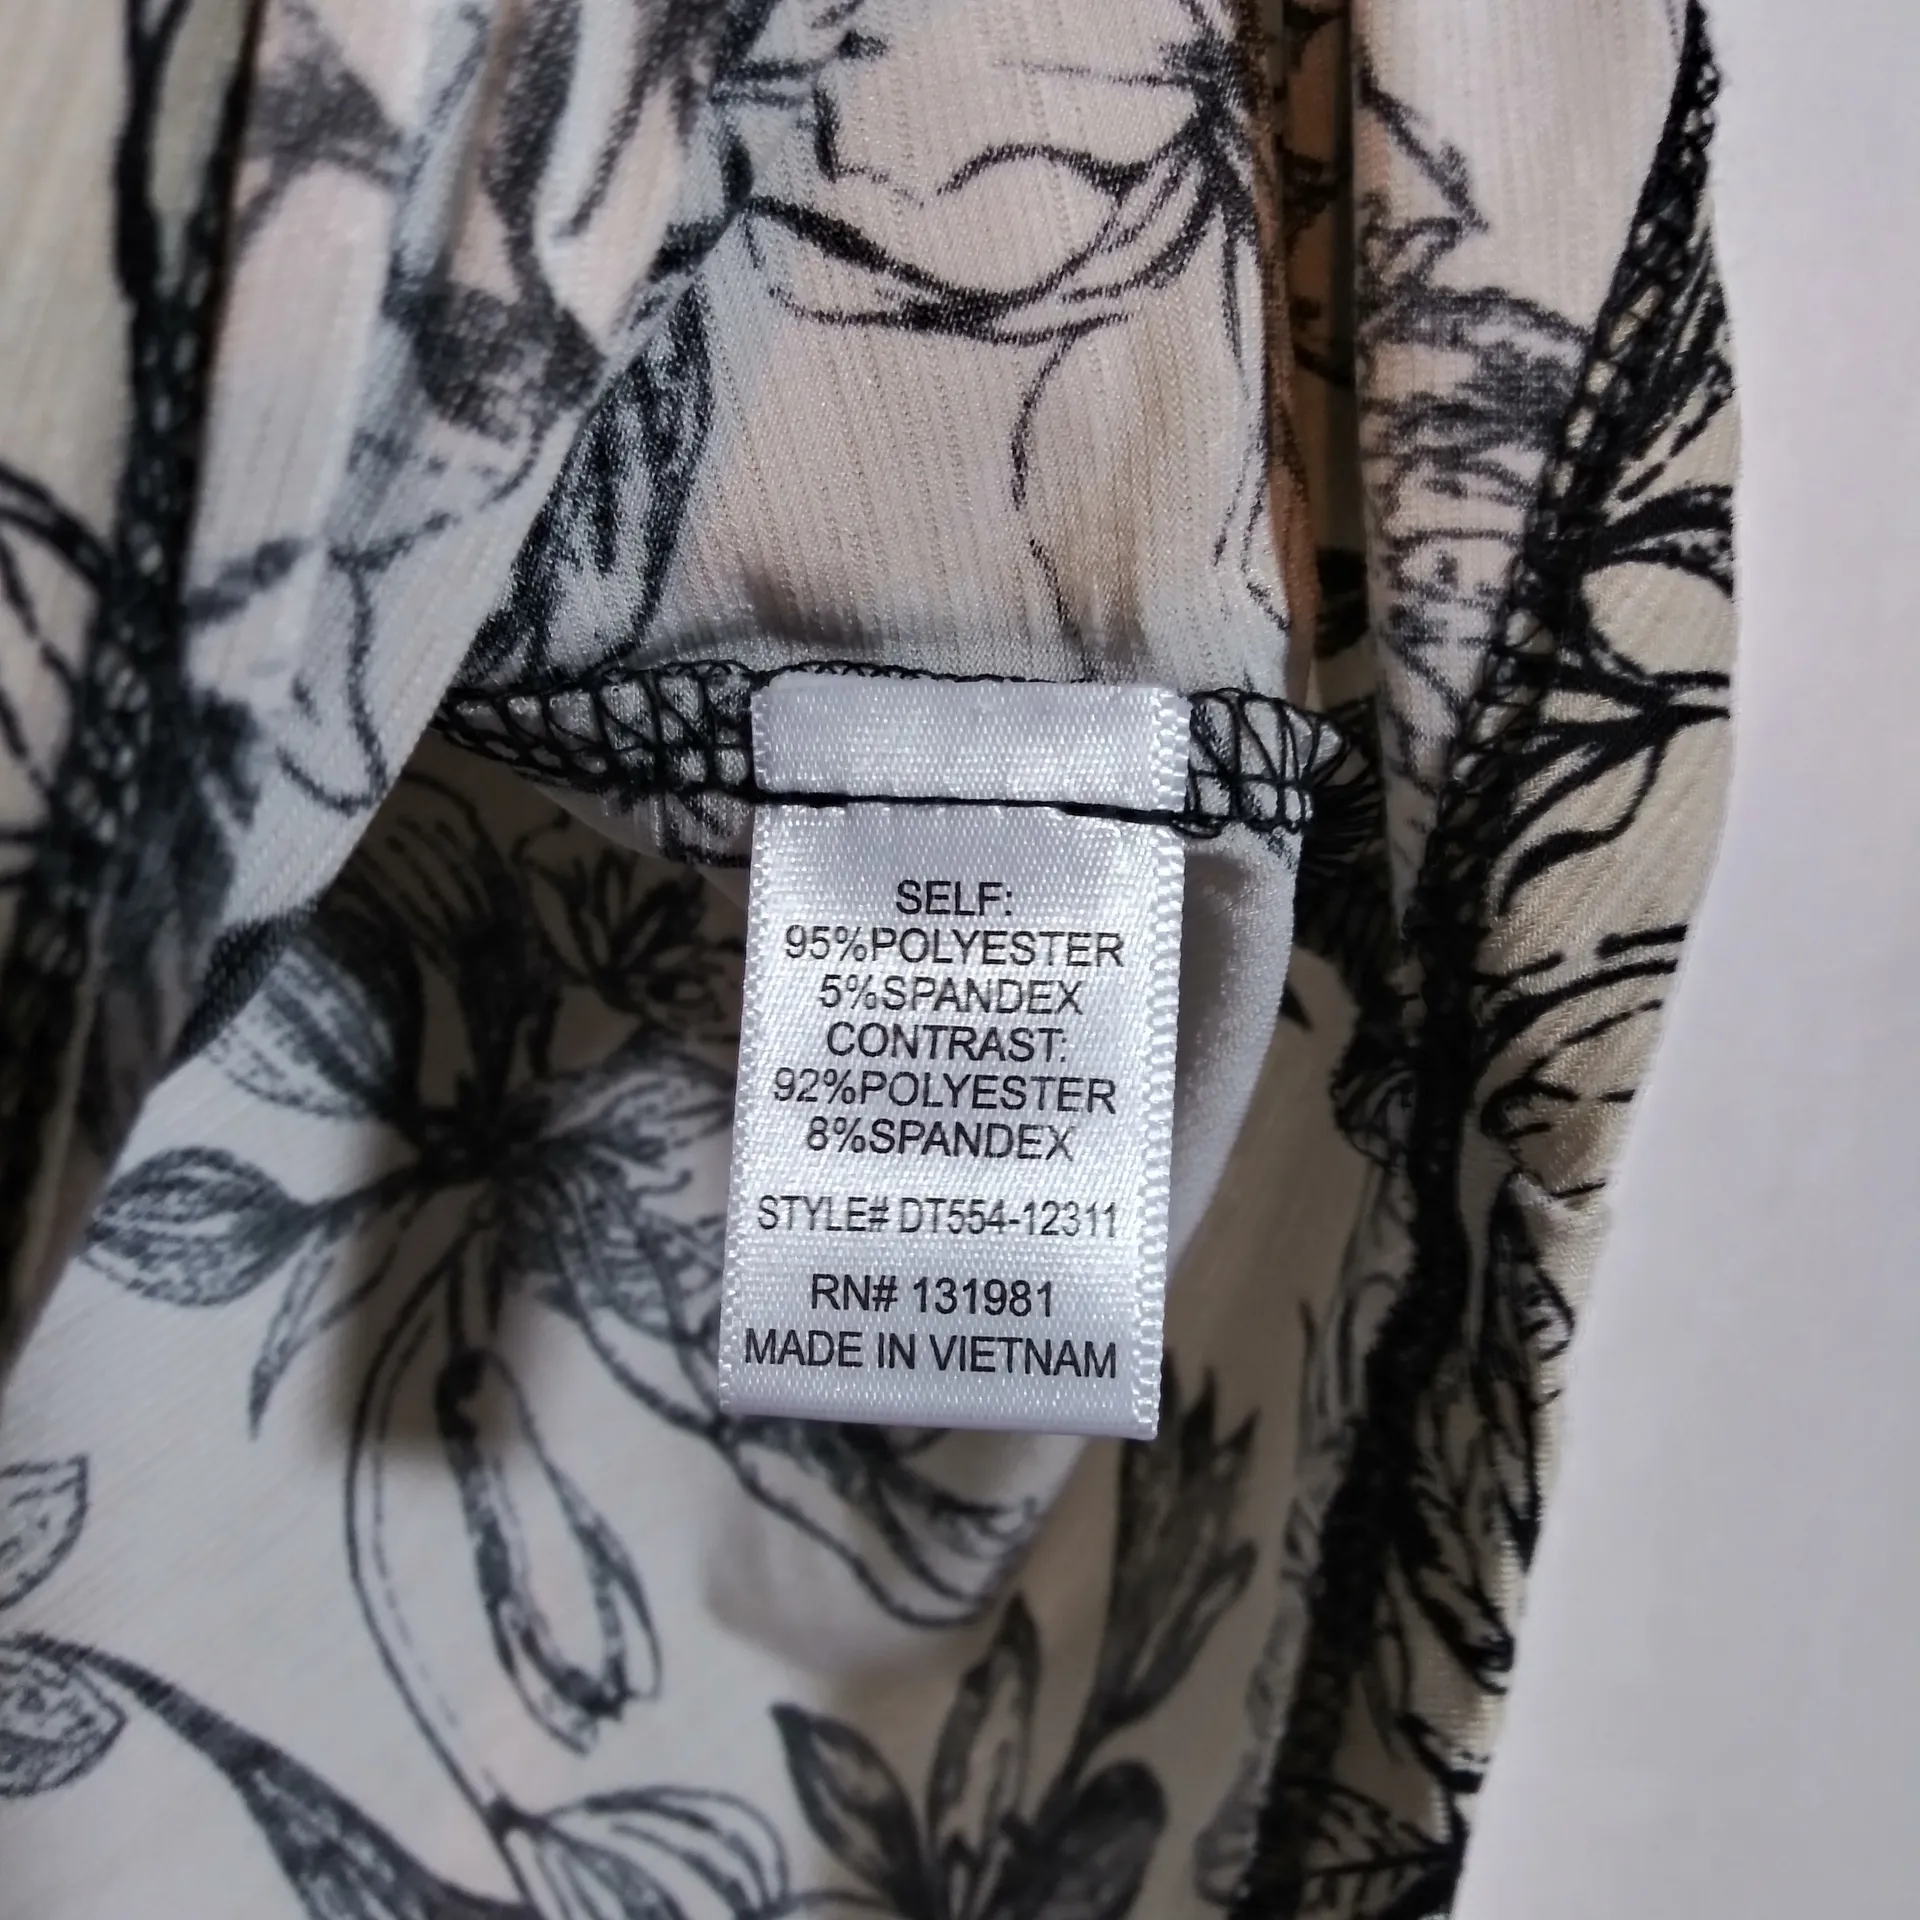 SELF:
95%POLYESTER
5%SPANDEX
CONTRAST:
92%POLYESTER
8%SPANDEX
STYLE# DT554-12311
RN# 131981
MADE IN VIETNAM